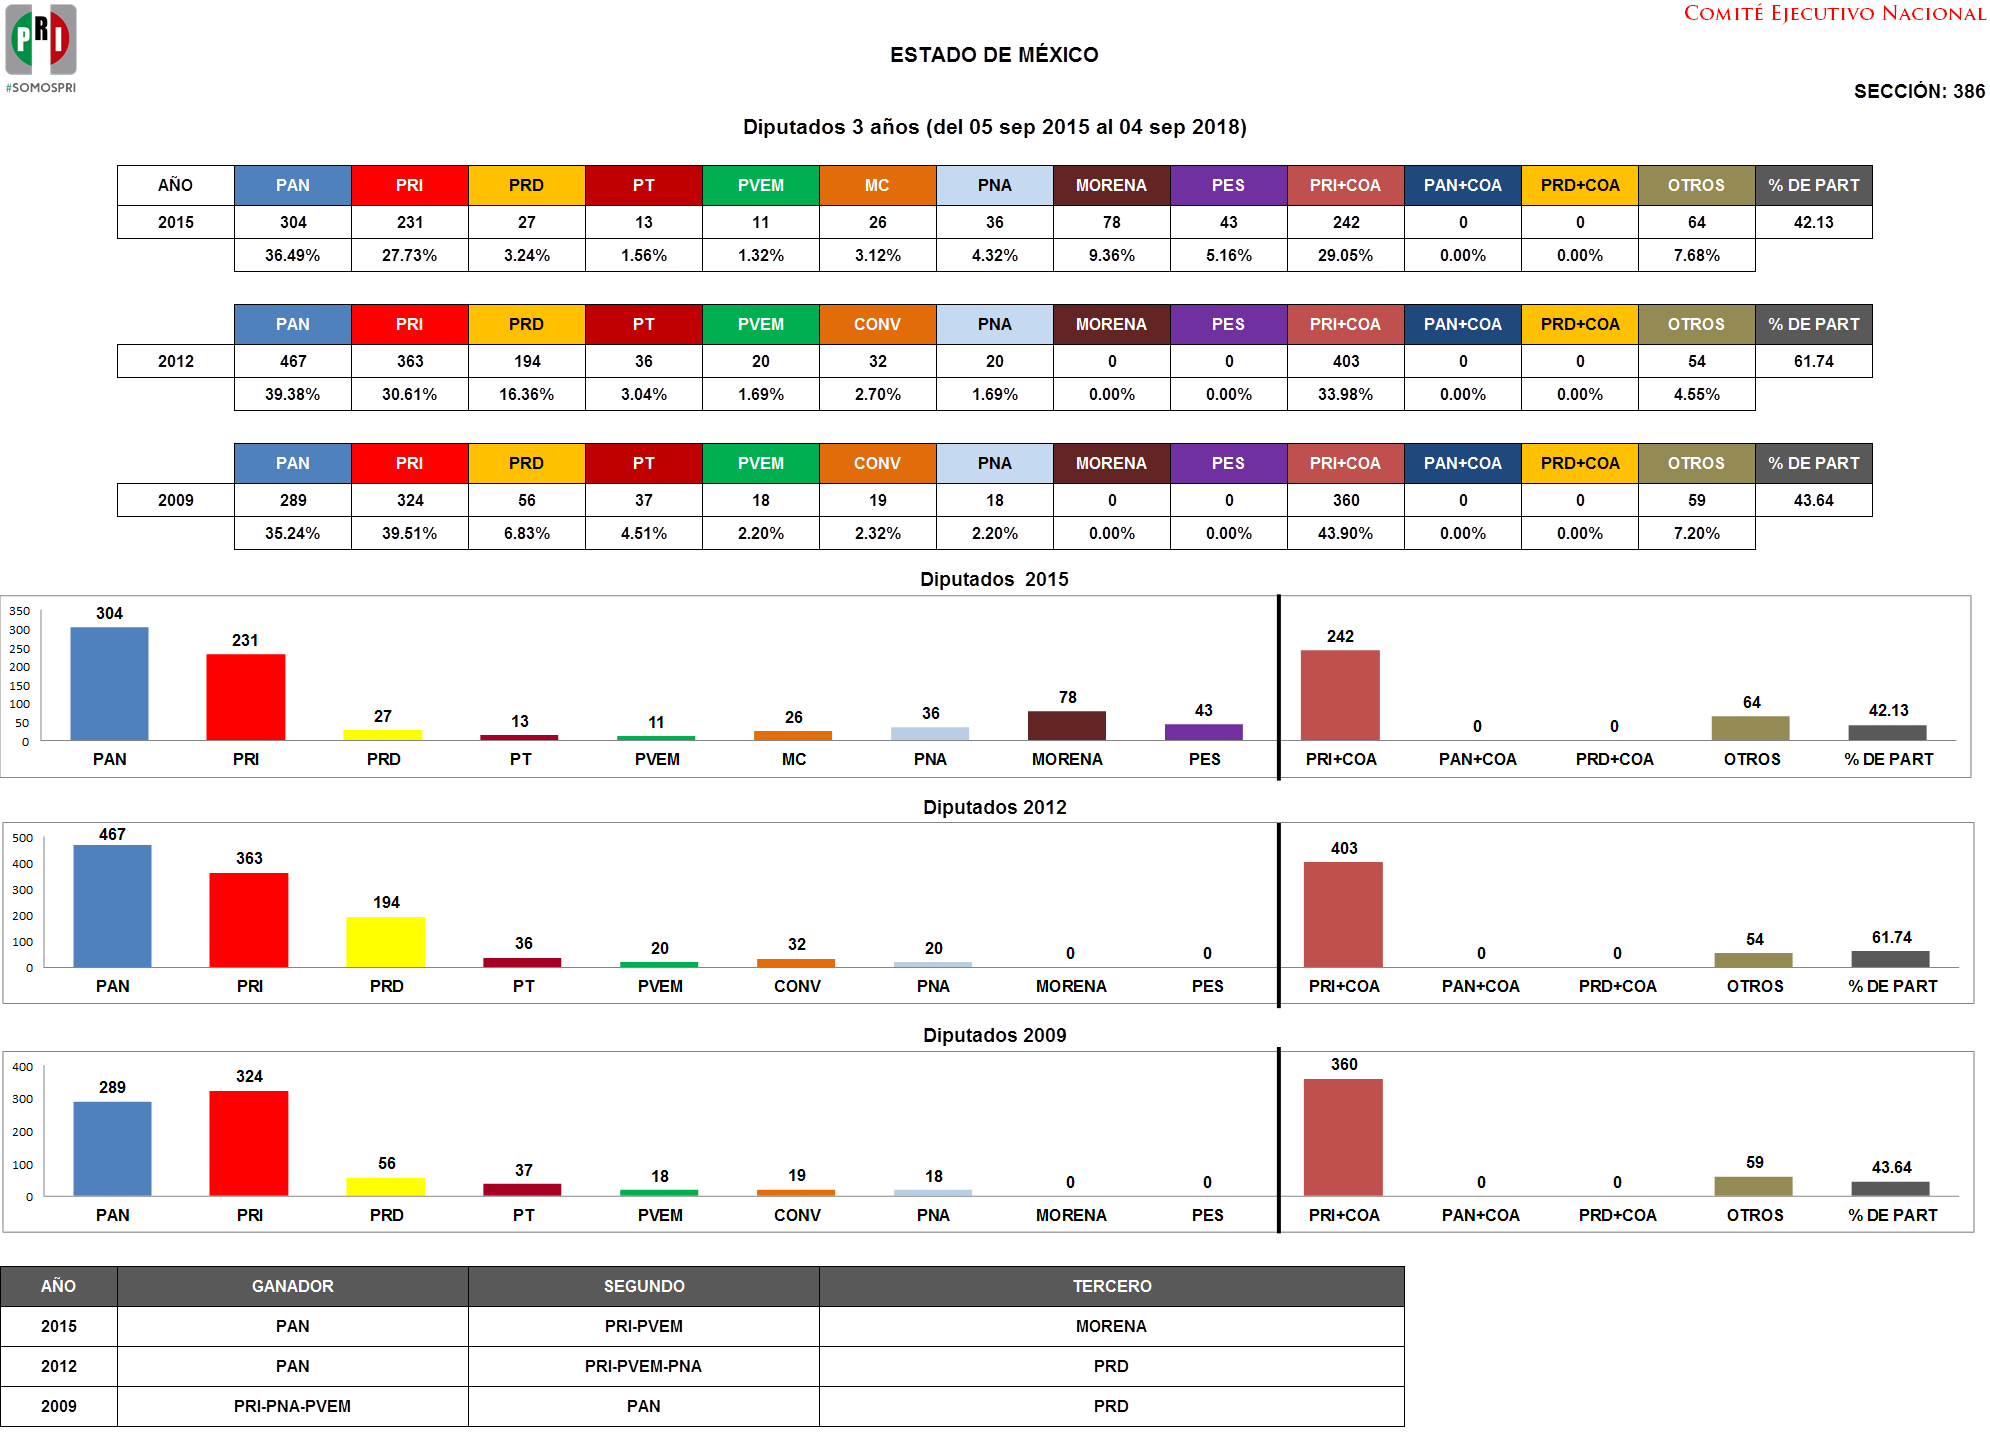 PRI
#SOMOSPRI
COMITÉ EJECUTIVO NACIONAL
ESTADO DE MÉXICO
SECCIÓN: 386
Diputados 3 años (del 05 sep 2015 al 04 sep 2018)
AÑO PAN PRI PRD PT PVEM MC PNA MORENA PES PRI+COA PAN+COA PRD+COA OTROS % DE PART
2015 304 231 27 13 11 26 36 78 43 242 0 0 64 42.13
36.49% 27.73% 3.24% 1.56% 1.32% 3.12% 4.32% 9.36% 5.16% 29.05% 0.00% 0.00% 7.68%
PAN PRI PRD PT PVEM CONV PNA MORENA PES PRI+COA PAN+COA PRD+COA OTROS % DE PART
2012 467 363 194 36 20 32 20 0 0 403 0 0 54 61.74
39.38% 30.61% 16.36% 3.04% 1.69% 2.70% 1.69% 0.00% 0.00% 33.98% 0.00% 0.00% 4.55%
PAN PRI PRD PT PVEM CONV PNA MORENA PES PRI+COA PAN+COA PRD+COA OTROS % DE PART
2009 289 324 56 37 18 19 18 0 0 360 0 0 59 43.64
35.24% 39.51% 6.83% 4.51% 2.20% 2.32% 2.20% 0.00% 0.00% 43.90% 0.00% 0.00% 7.20%
Diputados 2015
350
300
250
200
150
100
50
0
304 231 27 13 11 26 36 78 43 242 0 0 64 42.13
PAN PRI PRD PT PVEM MC PNA MORENA PES PRI+COA PAN+COA PRD+COA OTROS % DE PART
Diputados 2012
500
400
300
200
100
0
467 363 194 36 20 32 20 0 0 403 0 0 54 61.74
PAN PRI PRD PT PVEM CONV PNA MORENA PES PRI+COA PAN+COA PRD+COA OTROS % DE PART
Diputados 2009
400
300
200
100
0
289 324 56 37 18 19 18 0 0 360 0 0 59 43.64
PAN PRI PRD PT PVEM CONV PNA MORENA PES PRI+COA PAN+COA PRD+COA OTROS % DE PART
AÑO GANADOR SEGUNDO TERCERO
2015 PAN PRI-PVEM MORENA
2012 PAN PRI-PVEM-PNA PRD
2009 PRI-PNA-PVEM PAN PRD